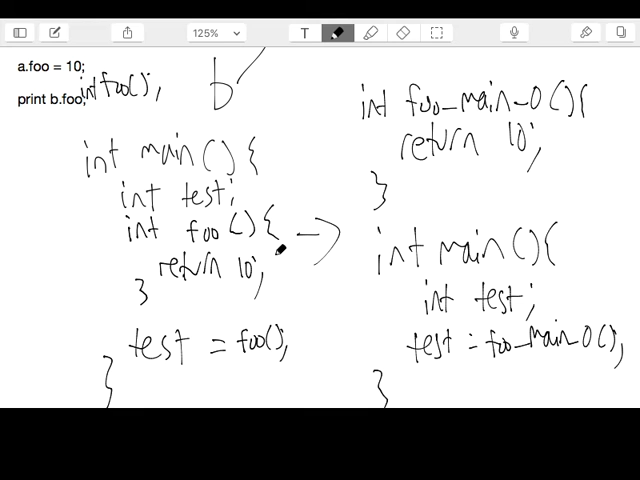 125%
T
a.foo = 10;
int foo();
print b.foo;
b
int main() {
int test;
int foo() {
return 10;
}
test = foo();
}
int foo_main_0() {
return 10;
}
int main() {
int test;
test = foo_main_0();
}